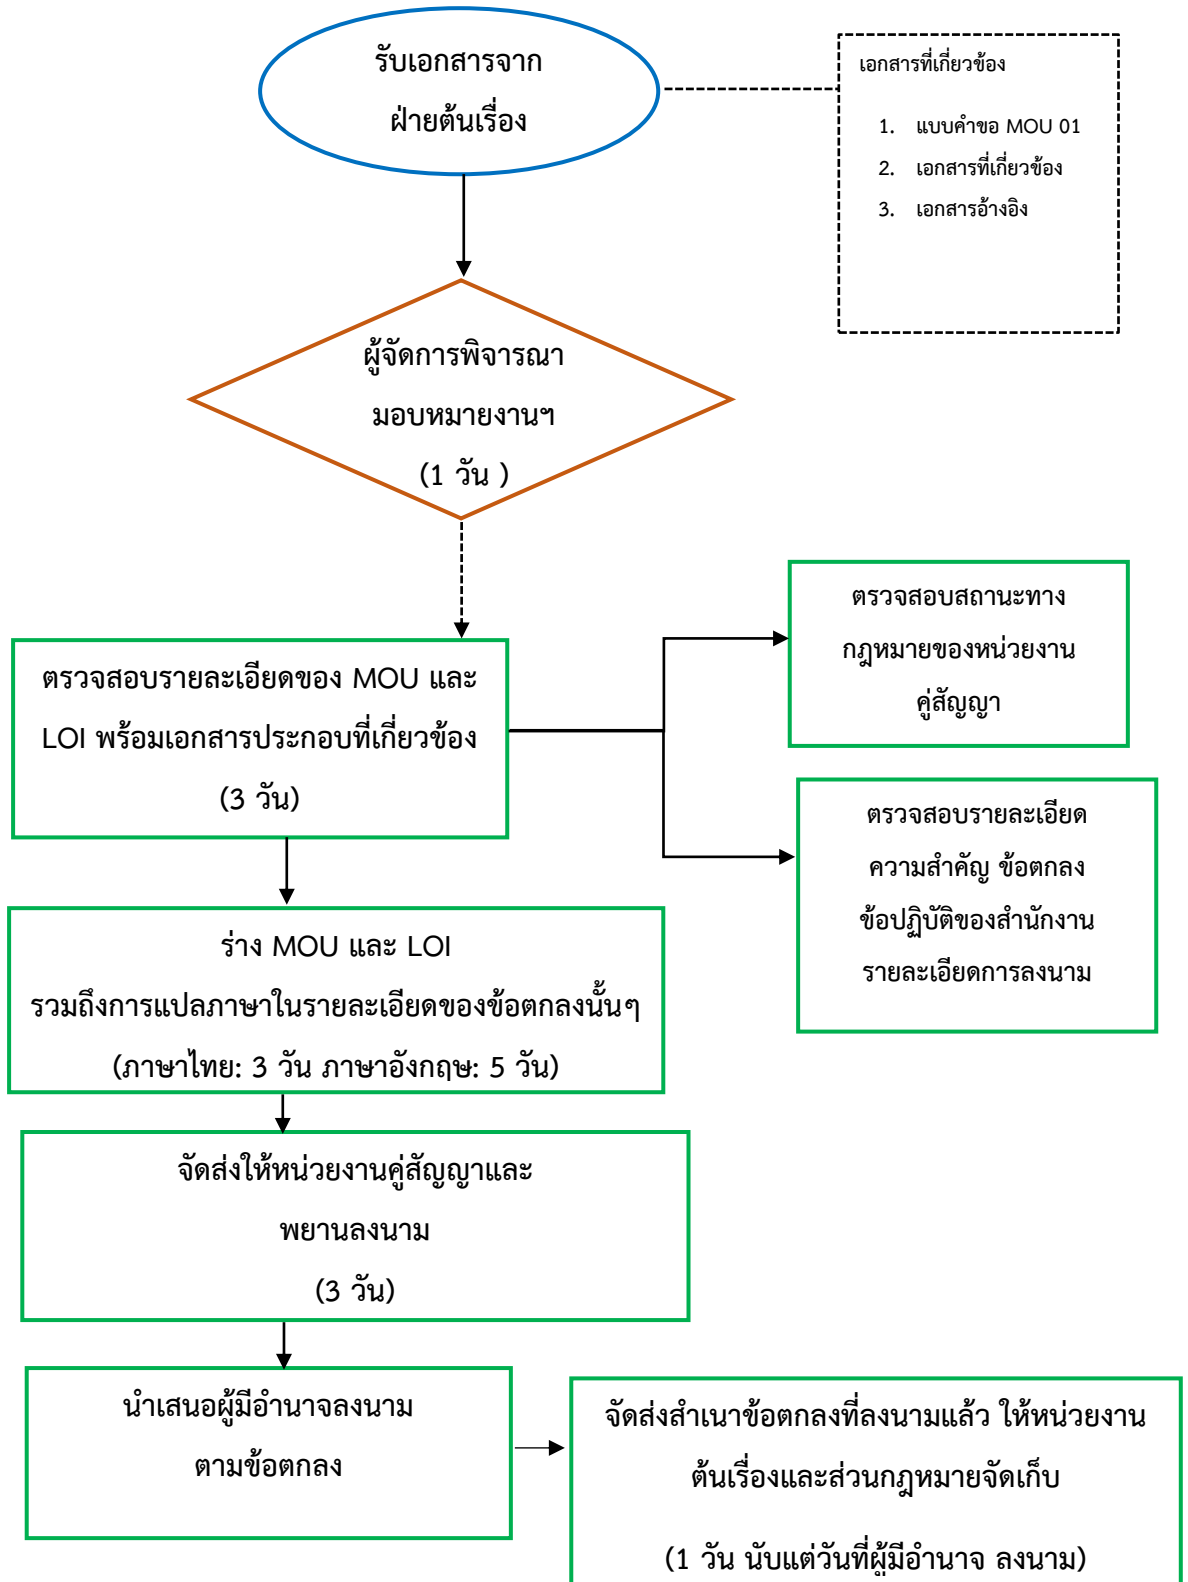 รับเอกสารจาก
ฝ่ายต้นเรื่อง
เอกสารที่เกี่ยวข้อง
1. แบบคำขอ MOU 01
2. เอกสารที่เกี่ยวข้อง
3. เอกสารอ้างอิง
ผู้จัดการพิจารณา
มอบหมายงานฯ
(1 วัน )
ตรวจสอบสถานะทาง
กฎหมายของหน่วยงาน
คู่สัญญา
ตรวจสอบรายละเอียดของ MOU และ
LOI พร้อมเอกสารประกอบที่เกี่ยวข้อง
(3 วัน)
ตรวจสอบรายละเอียด
ความสำคัญ ข้อตกลง
ข้อปฏิบัติของสำนักงาน
รายละเอียดการลงนาม
ร่าง MOU และ LOI
รวมถึงการแปลภาษาในรายละเอียดของข้อตกลงนั้นๆ
(ภาษาไทย: 3 วัน ภาษาอังกฤษ: 5 วัน)
จัดส่งให้หน่วยงานคู่สัญญาและ
พยานลงนาม
(3 วัน)
นำเสนอผู้มีอำนาจลงนาม
ตามข้อตกลง
จัดส่งสำเนาข้อตกลงที่ลงนามแล้ว ให้หน่วยงาน
ต้นเรื่องและส่วนกฎหมายจัดเก็บ
(1 วัน นับแต่วันที่ผู้มีอำนาจ ลงนาม)